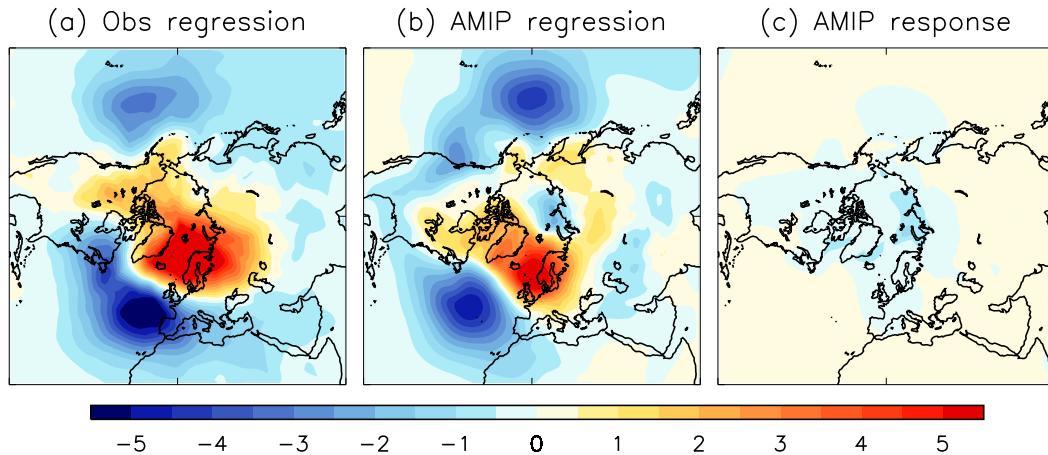 (a) Obs regression
(b) AMIP regression
(c) AMIP response
-5 -4 -3 -2 -1 0 1 2 3 4 5